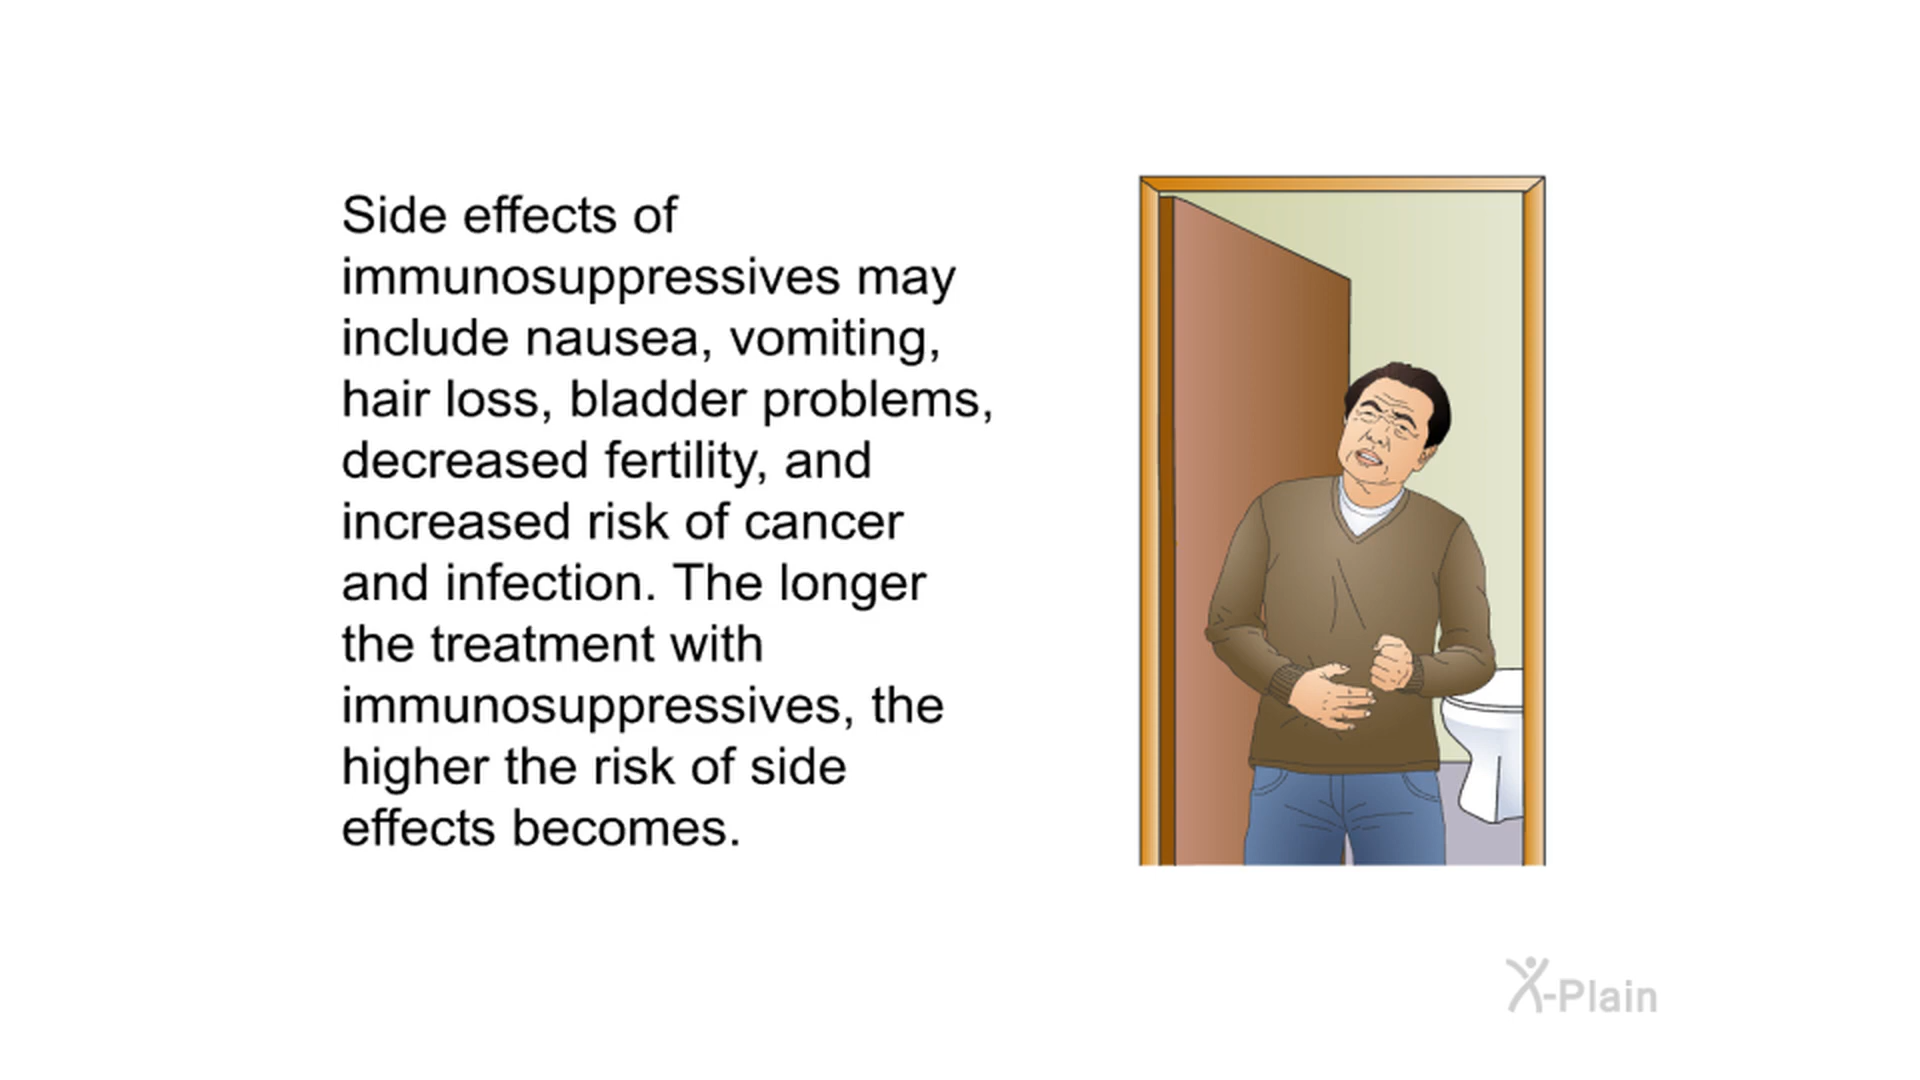 Side effects of
immunosuppressives may
include nausea, vomiting,
hair loss, bladder problems,
decreased fertility, and
increased risk of cancer
and infection. The longer
the treatment with
immunosuppressives, the
higher the risk of side
effects becomes.
X-Plain